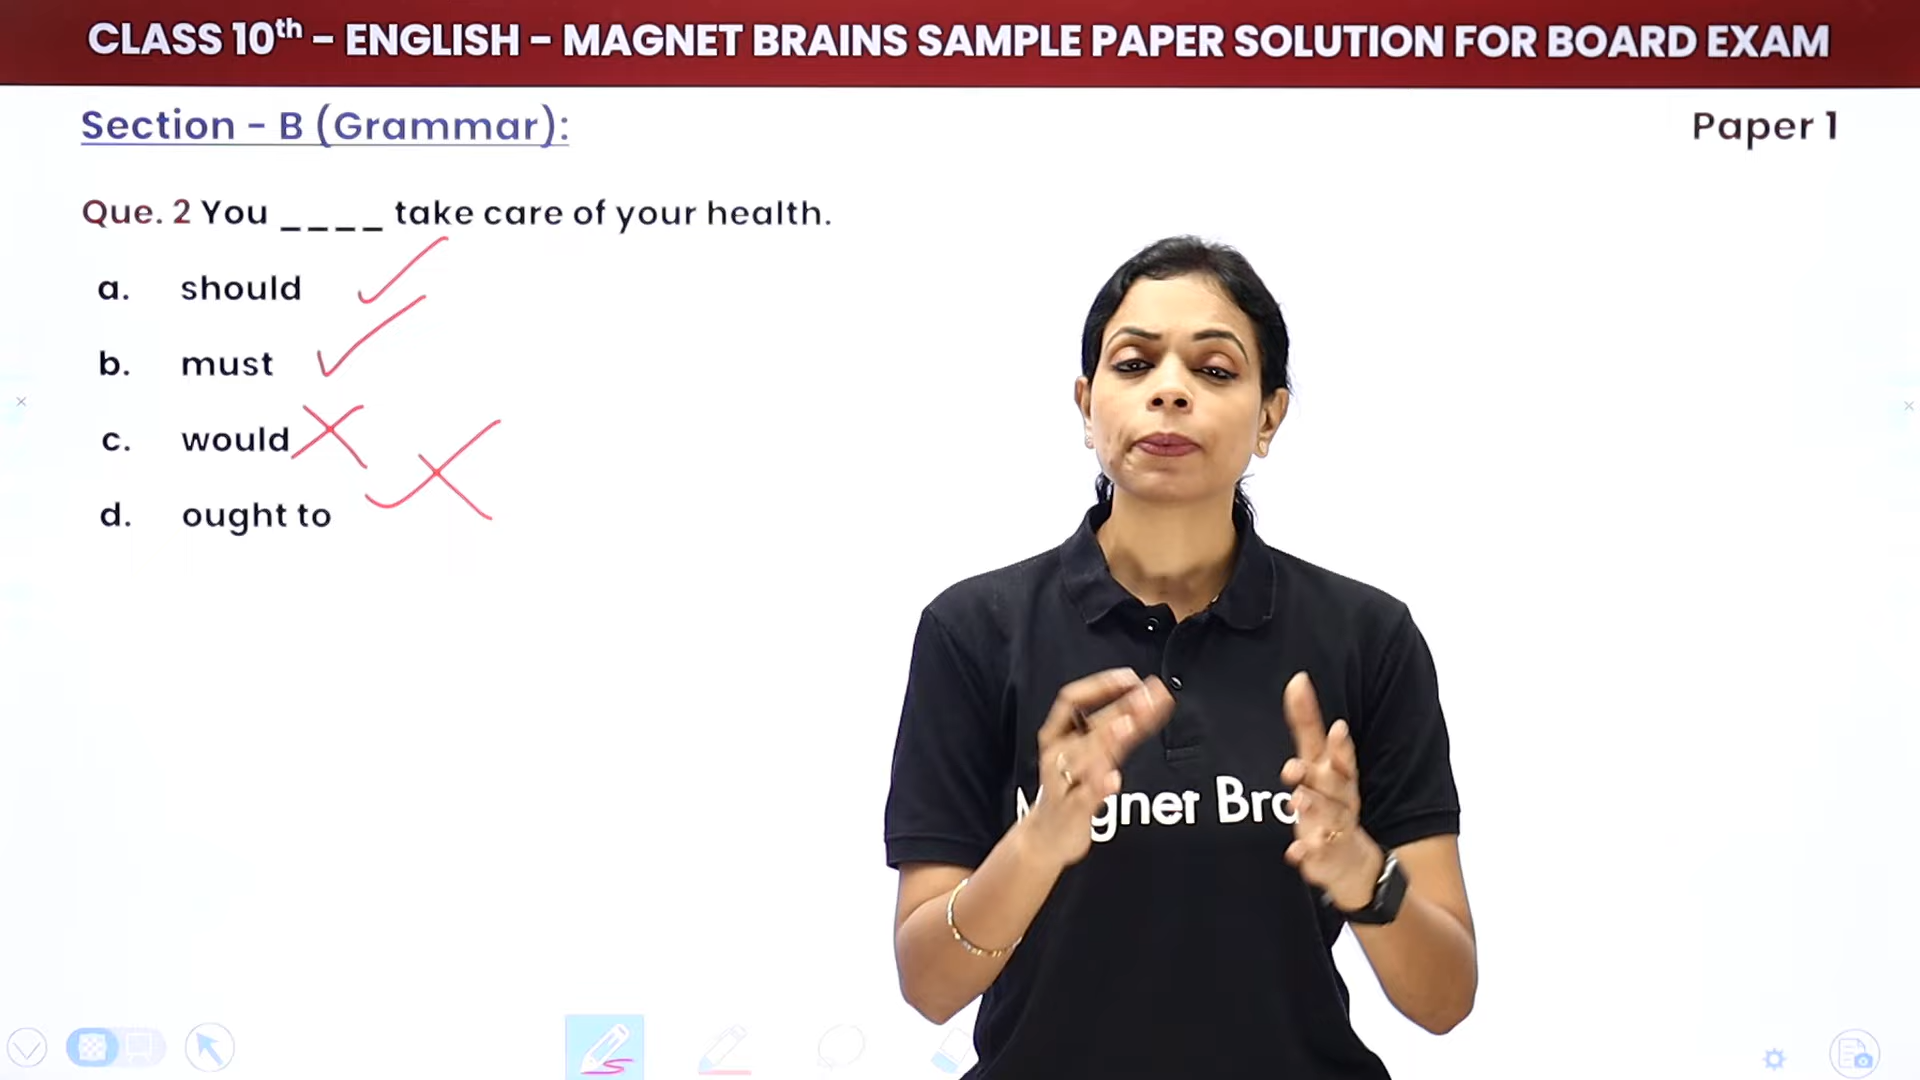 CLASS 10th - ENGLISH - MAGNET BRAINS SAMPLE PAPER SOLUTION FOR BOARD EXAM
Section - B (Grammar):
Paper 1
Que. 2 You ____ take care of your health.
a. should
b. must
c. would
d. ought to
gnet Bra